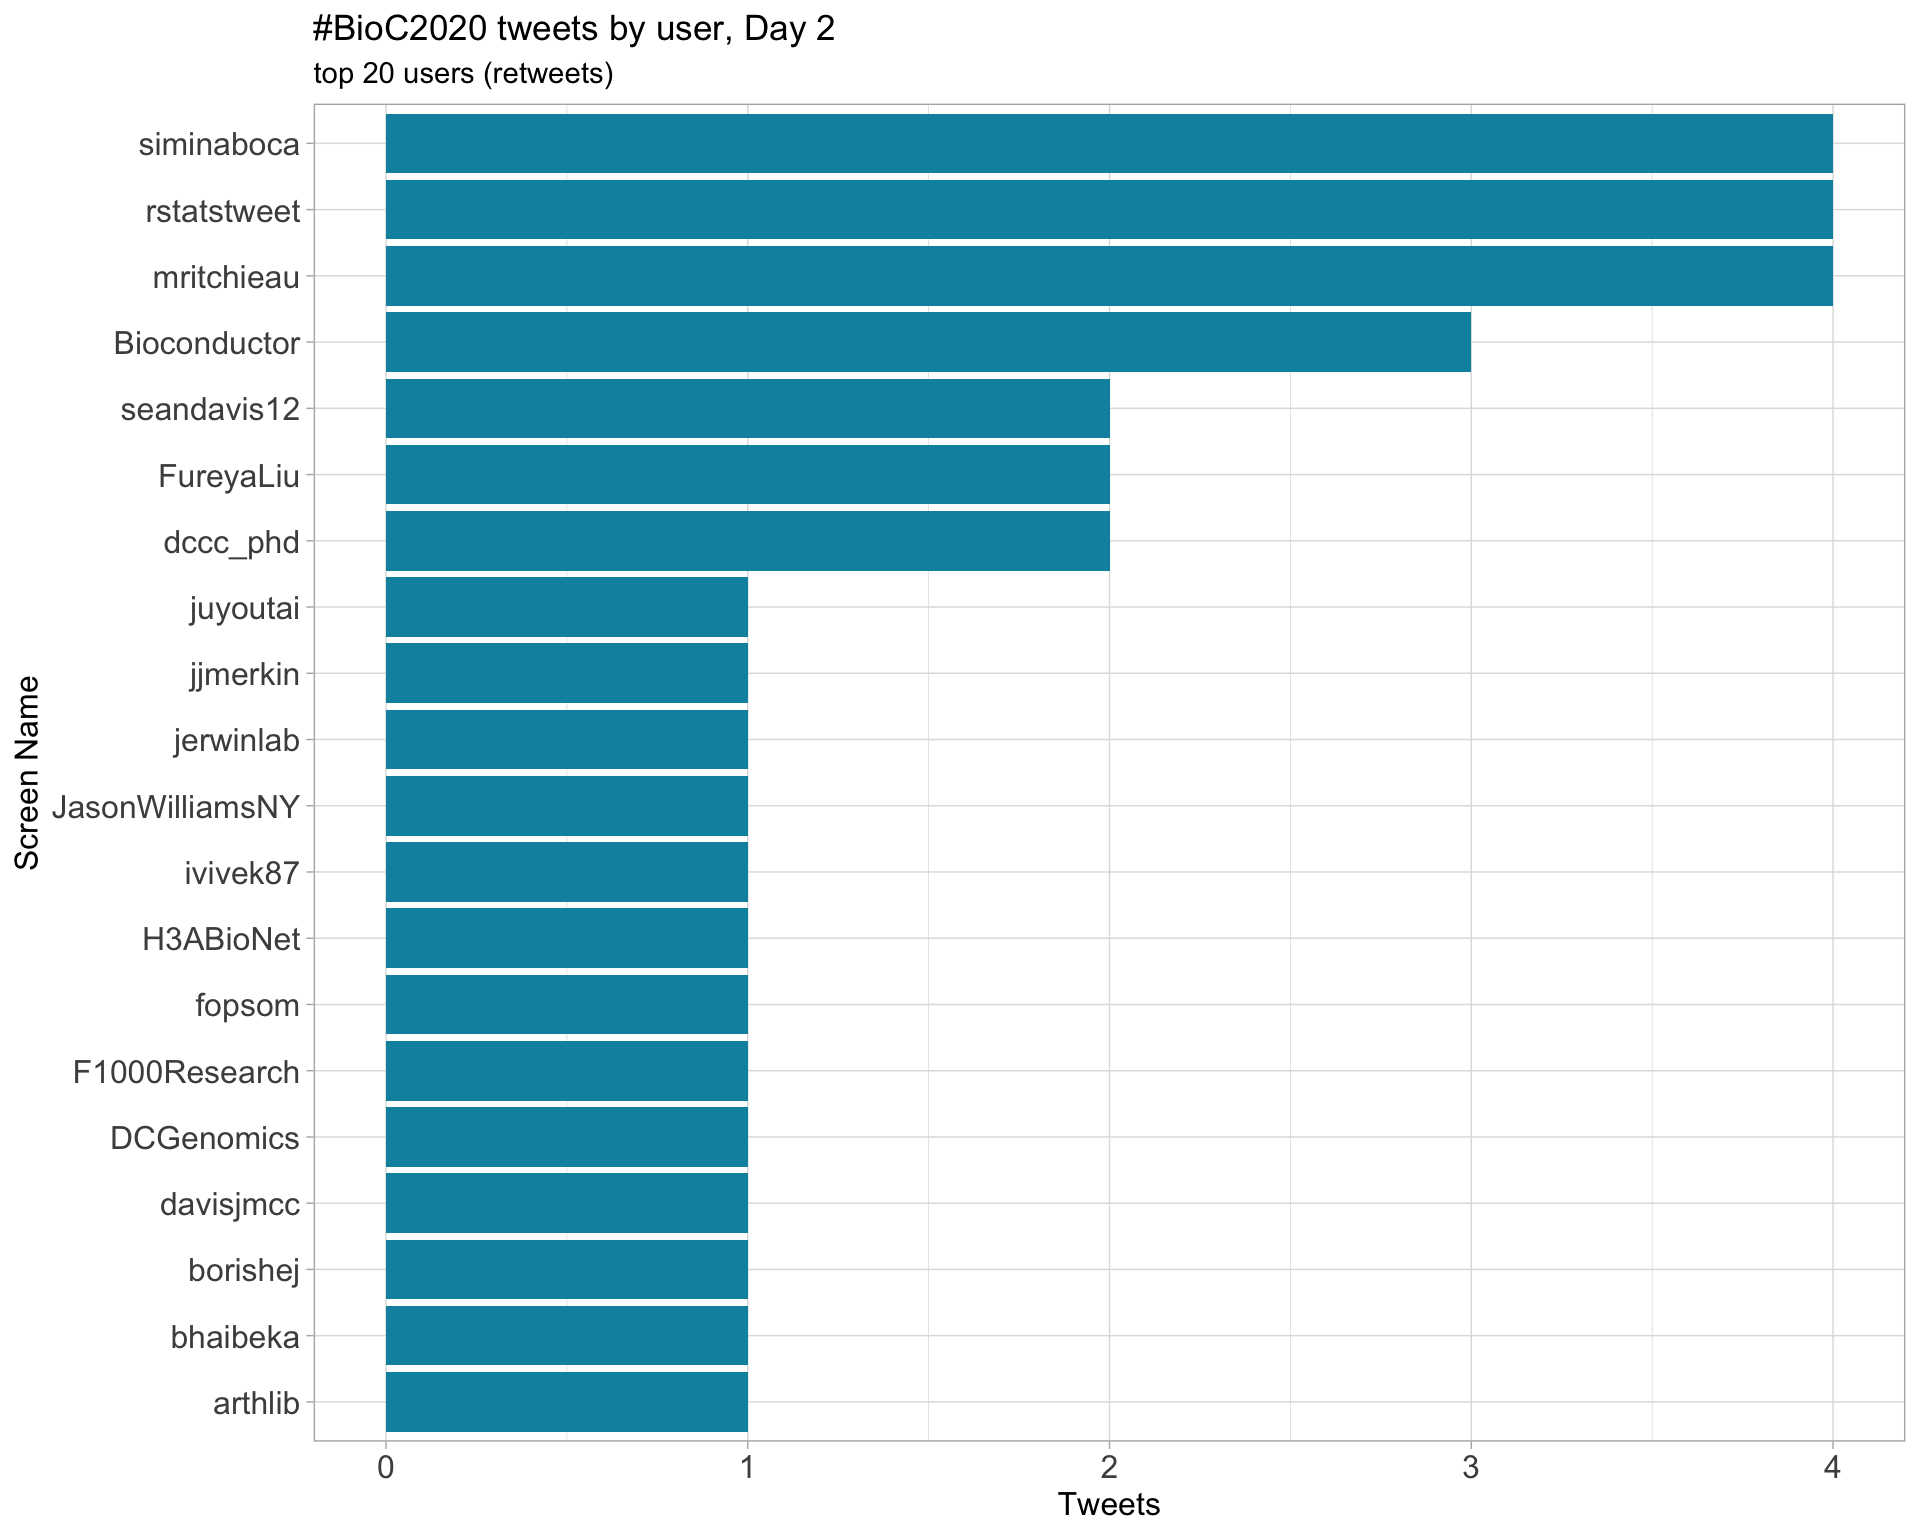 #BioC2020 tweets by user, Day 2
top 20 users (retweets)
siminaboca
rstatstweet
mritchieau
Bioconductor
seandavis12
FureyaLiu
dccc_phd
juyoutai
jjmerkin
jerwinlab
JasonWilliamsNY
ivivek87
H3ABioNet
fopsom
F1000Research
DCGenomics
davisjmcc
borishej
bhaibeka
arthlib
Screen Name
0 1 2 3 4
Tweets